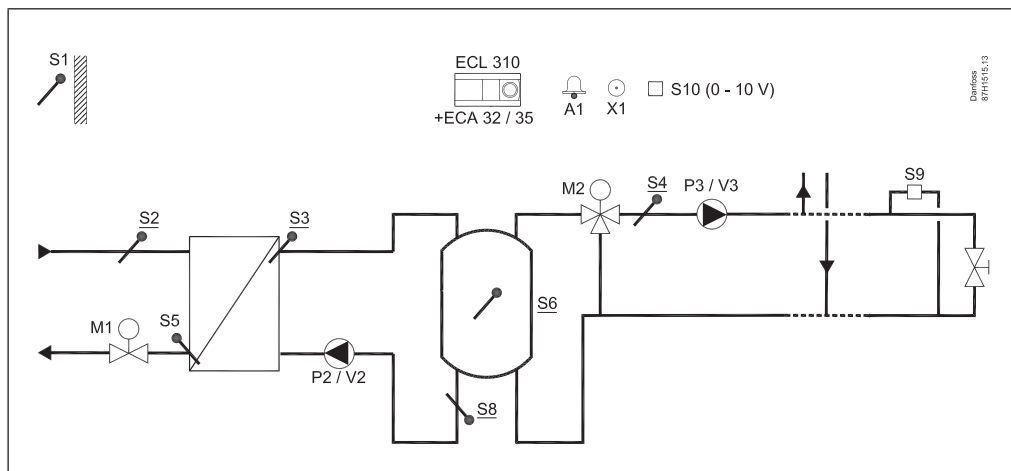 S1
ECL 310
+ECA 32 / 35
A1
X1
S10 (0 - 10 V)
Danfoss
87H1515.13
S2
S3
M2
S4
P3 / V3
S9
S6
M1
S5
P2 / V2
S8